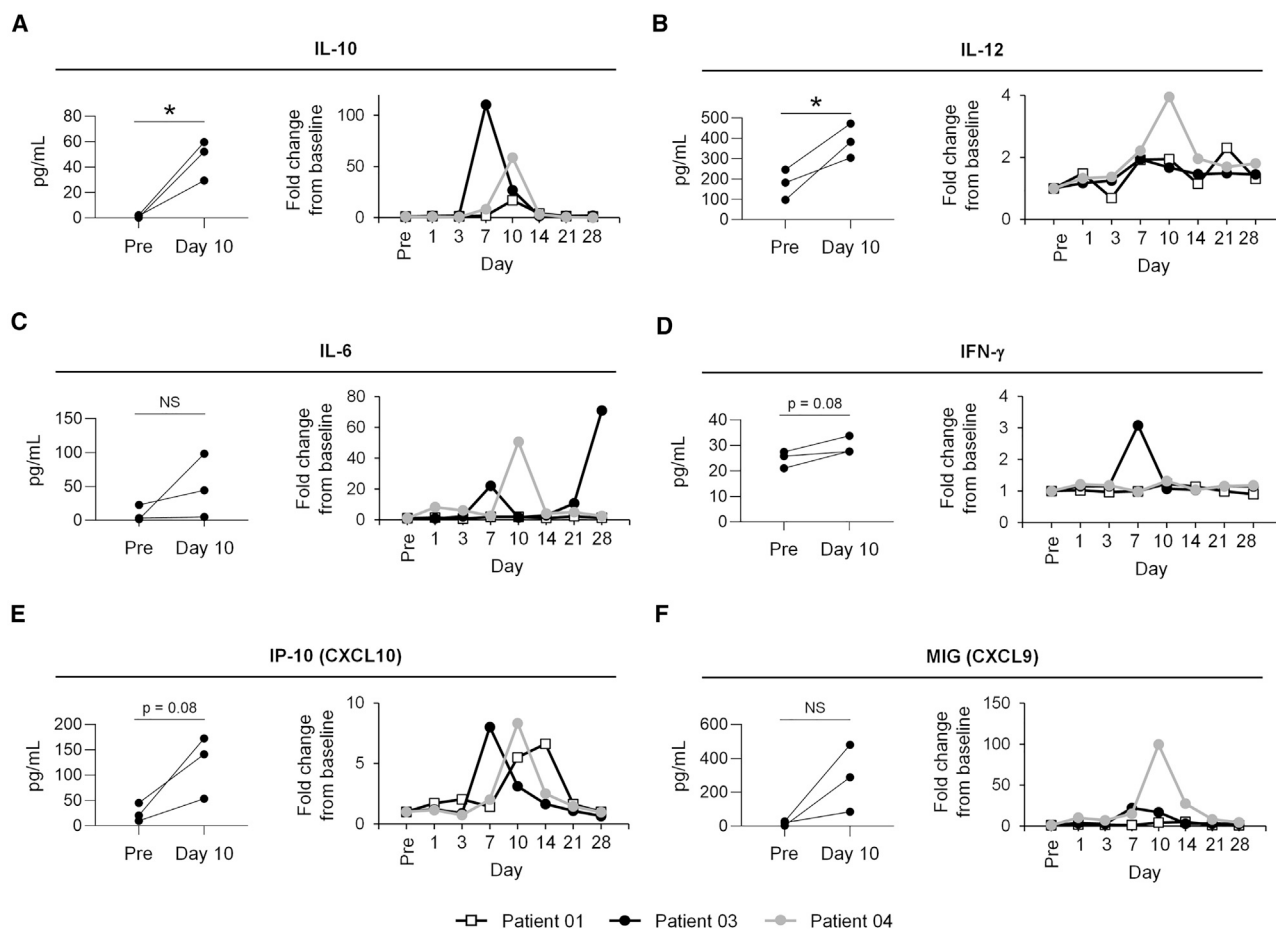 A
IL-10
pg/mL
80
60
40
20
0
*
Pre
Day 10
Fold change
from baseline
100
50
0
Pre
1
3
7
10
14
21
28
Day
B
IL-12
pg/mL
500
400
300
200
100
0
*
Pre
Day 10
Fold change
from baseline
4
2
0
Pre
1
3
7
10
14
21
28
Day
C
IL-6
pg/mL
150
100
50
0
NS
Pre
Day 10
Fold change
from baseline
80
60
40
20
0
Pre
1
3
7
10
14
21
28
Day
D
IFN-γ
pg/mL
40
30
20
10
0
p = 0.08
Pre
Day 10
Fold change
from baseline
4
3
2
1
0
Pre
1
3
7
10
14
21
28
Day
E
IP-10 (CXCL10)
pg/mL
200
150
100
50
0
p = 0.08
Pre
Day 10
Fold change
from baseline
10
5
0
Pre
1
3
7
10
14
21
28
Day
F
MIG (CXCL9)
pg/mL
600
400
200
0
NS
Pre
Day 10
Fold change
from baseline
150
100
50
0
Pre
1
3
7
10
14
21
28
Day
Patient 01
Patient 03
Patient 04